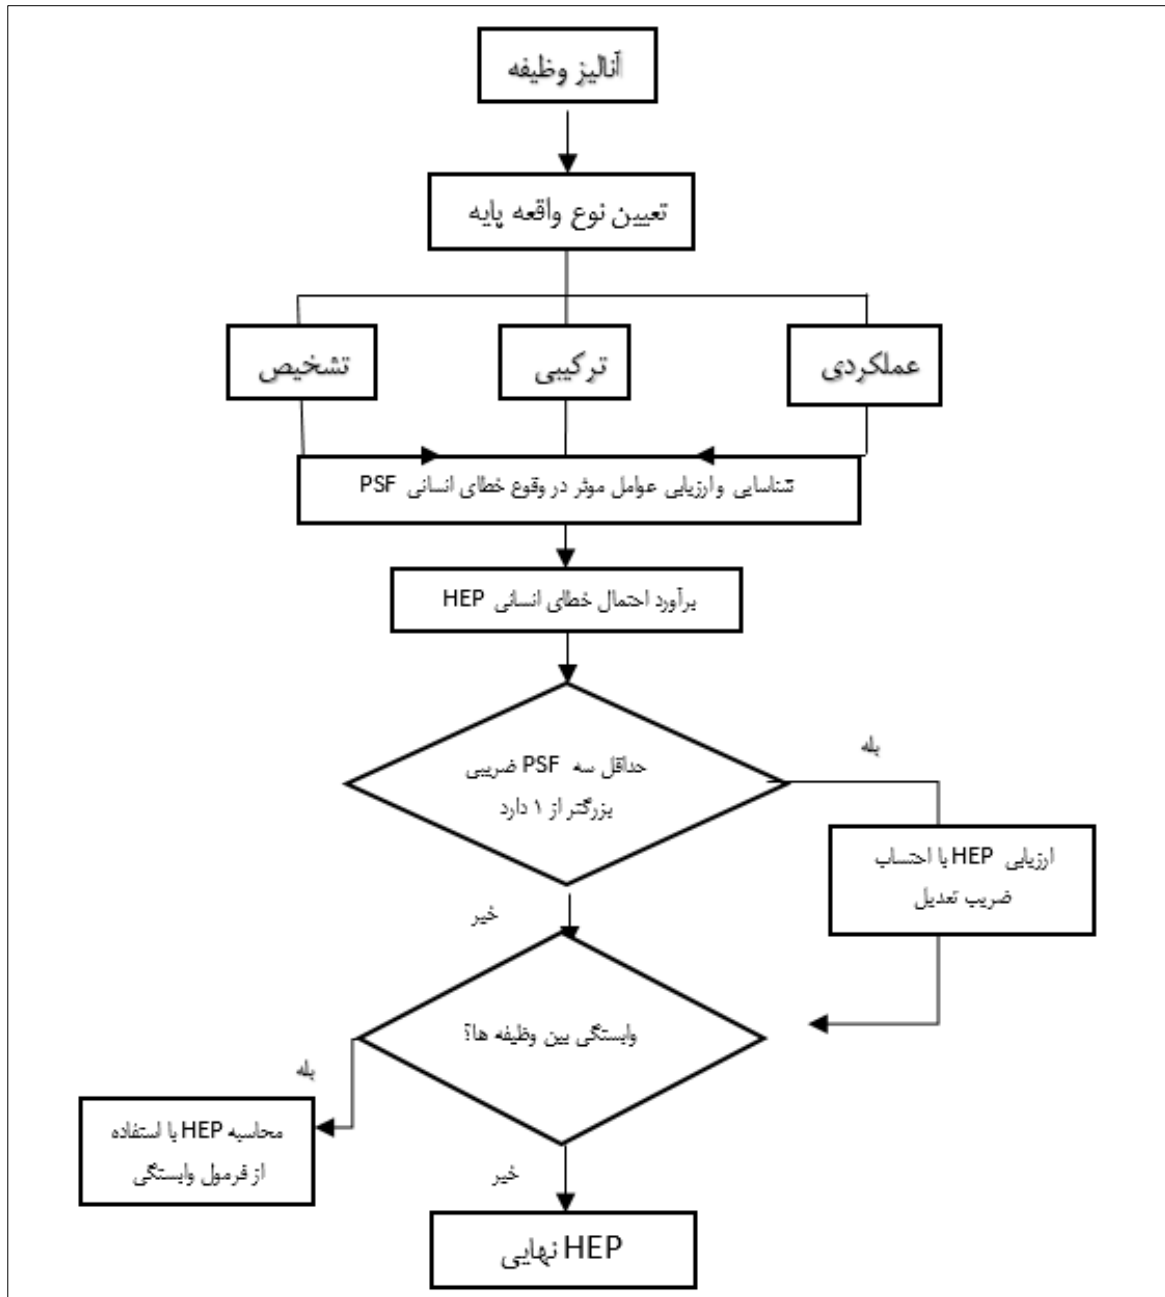 آنالیز وظیفه
تعیین نوع واقعه پایه
عملکردی
ترکیبی
تشخیص
شناسایی و ارزیابی عوامل موثر در وقوع خطای انسانی PSF
برآورد احتمال خطای انسانی HEP
حداقل سه PSF ضریبی
بزرگتر از ۱ دارد
بله
ارزیابی HEP با احتساب
ضریب تعدیل
خیر
وابستگی بین وظیفه ها؟
بله
محاسبه HEP با استفاده
از فرمول وابستگی
خیر
HEP نهایی